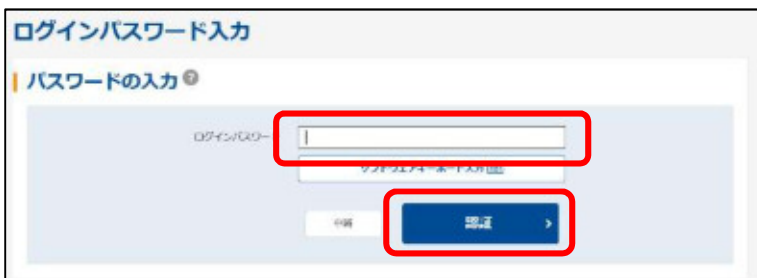 ログインパスワード入力
パスワードの入力
ログインパスワー
ソフトウェアキーボード入力
中断
認証